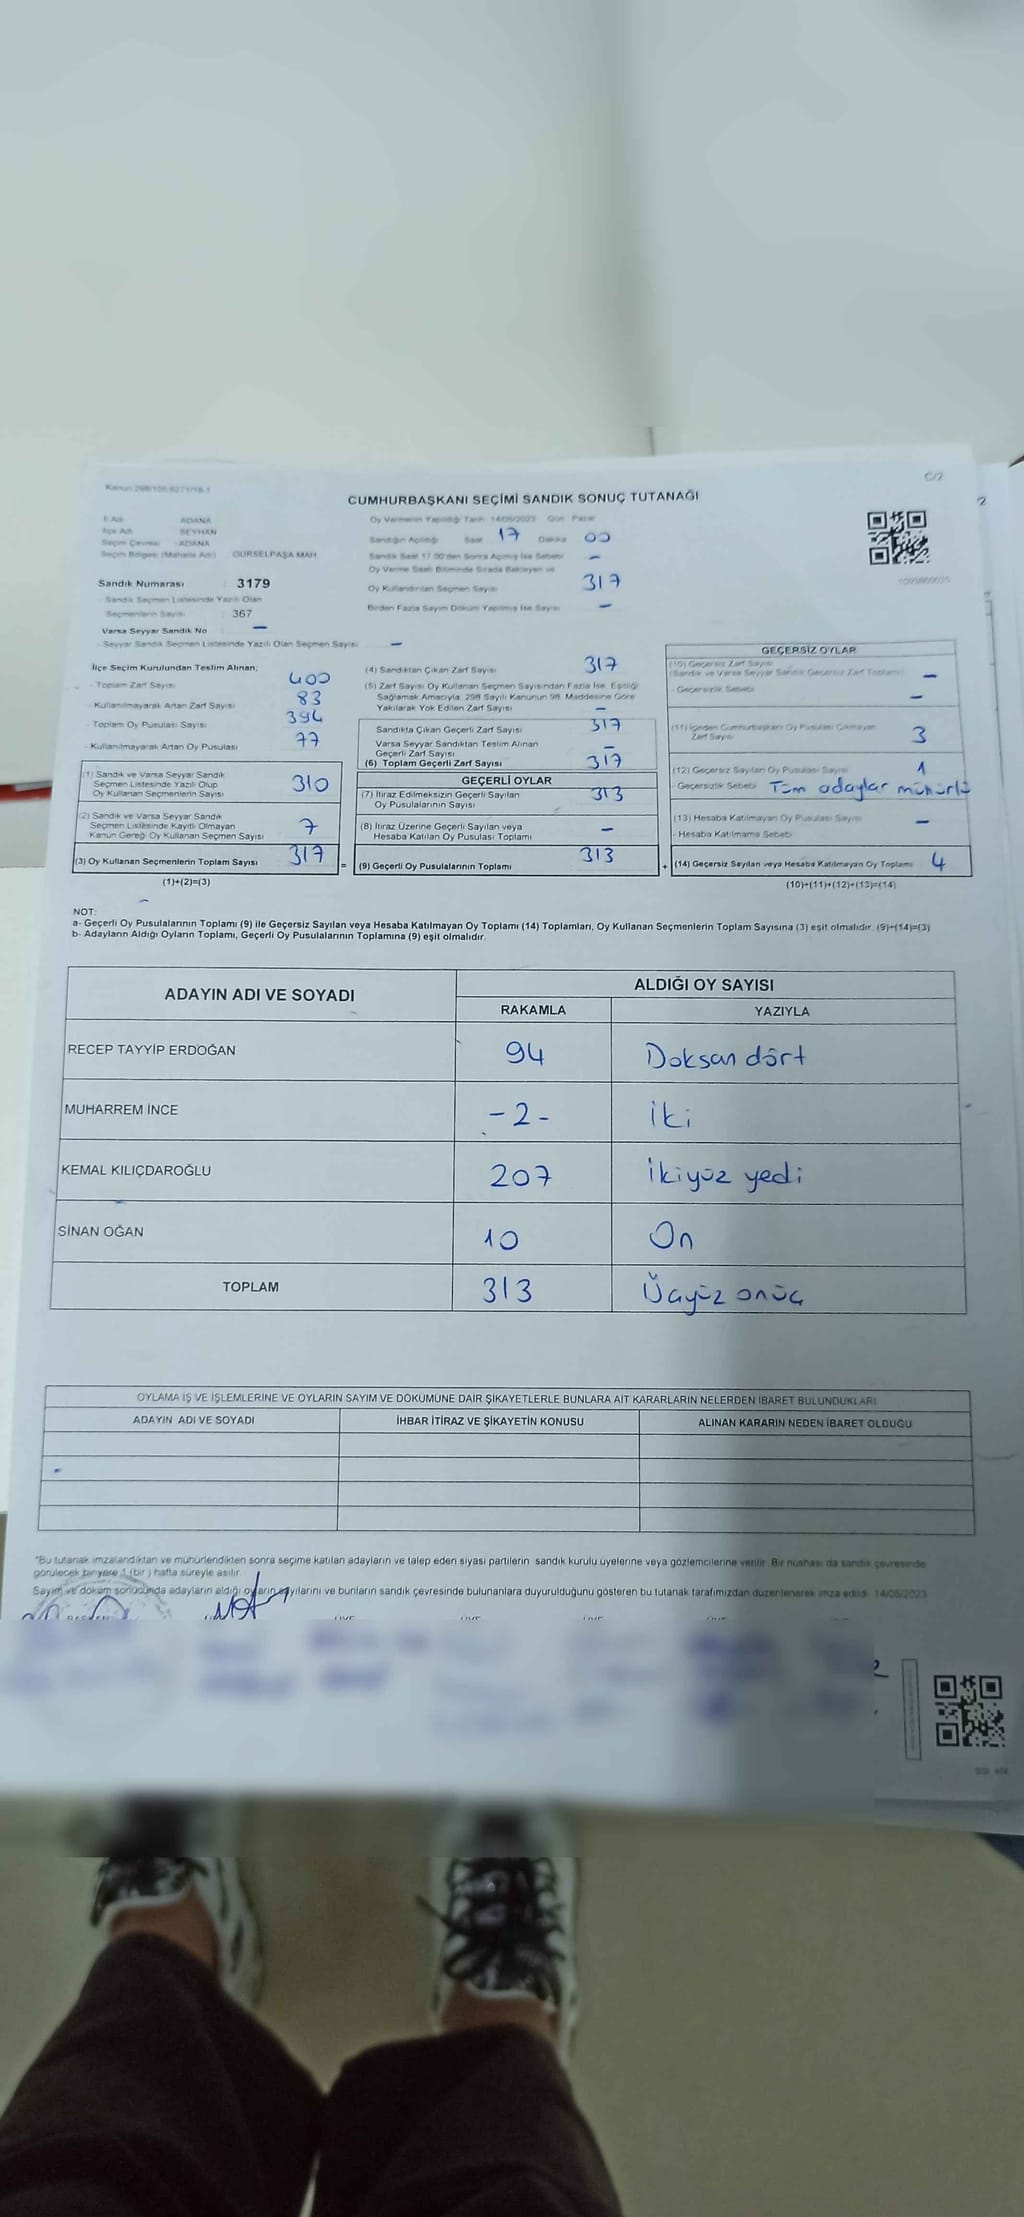 C/2
Kanun 298/105,6271/16-1
CUMHURBAŞKANI SEÇİMİ SANDIK SONUÇ TUTANAĞI
İl Adı ADANA
İlçe Adı SEYHAN
Seçim Çevresi : ADANA
Seçim Bölgesi (Mahalle Adı) : GÜRSELPAŞA MAH
Sandık Numarası : 3179
Sandık Seçmen Listesinde Yazılı Olan
Seçmenlerin Sayısı : 367
Varsa Seyyar Sandık No —
- Seyyar Sandık Seçmen Listesinde Yazılı Olan Seçmen Sayısı —
Oy Vermenin Yapıldığı Tarih: 14/05/2023 Gün: Pazar
Sandığın Açıldığı Saat 17 Dakika 00
Sandık Saat 17.00'den Sonra Açılmış İse Sebebi —
Oy Verme Saati Bitiminde Sırada Bekleyen ve
Oy Kullandırılan Seçmen Sayısı 317
Birden Fazla Sayım Döküm Yapılmış İse Sayısı —
İlçe Seçim Kurulundan Teslim Alınan;
- Toplam Zarf Sayısı 400
- Kullanılmayarak Artan Zarf Sayısı 83
- Toplam Oy Pusulası Sayısı 394
- Kullanılmayarak Artan Oy Pusulası 77
(1) Sandık ve Varsa Seyyar Sandık
Seçmen Listesinde Yazılı Olup
Oy Kullanan Seçmenlerin Sayısı 310
(2) Sandık ve Varsa Seyyar Sandık
Seçmen Listesinde Kayıtlı Olmayan
Kanun Gereği Oy Kullanan Seçmen Sayısı 7
(3) Oy Kullanan Seçmenlerin Toplam Sayısı 317
(1)+(2)=(3)
(4) Sandıktan Çıkan Zarf Sayısı 317
(5) Zarf Sayısı Oy Kullanan Seçmen Sayısından Fazla İse, Eşitliği
Sağlamak Amacıyla, 298 Sayılı Kanunun 98. Maddesine Göre
Yakılarak Yok Edilen Zarf Sayısı —
Sandıkta Çıkan Geçerli Zarf Sayısı 317
Varsa Seyyar Sandıktan Teslim Alınan
Geçerli Zarf Sayısı —
(6) Toplam Geçerli Zarf Sayısı 317
GEÇERLİ OYLAR
(7) İtiraz Edilmeksizin Geçerli Sayılan
Oy Pusulalarının Sayısı 313
(8) İtiraz Üzerine Geçerli Sayılan veya
Hesaba Katılan Oy Pusulası Toplamı —
= (9) Geçerli Oy Pusulalarının Toplamı 313
GEÇERSİZ OYLAR
(10) Geçersiz Zarf Sayısı
(Sandık ve Varsa Seyyar Sandık Geçersiz Zarf Toplamı) —
- Geçersizlik Sebebi —
(11) İçinden Cumhurbaşkanı Oy Pusulası Çıkmayan
Zarf Sayısı 3
(12) Geçersiz Sayılan Oy Pusulası Sayısı 1
- Geçersizlik Sebebi Tüm adaylar mühürlü
(13) Hesaba Katılmayan Oy Pusulası Sayısı —
- Hesaba Katılmama Sebebi
+ (14) Geçersiz Sayılan veya Hesaba Katılmayan Oy Toplamı 4
(10)+(11)+(12)+(13)=(14)
NOT:
a- Geçerli Oy Pusulalarının Toplamı (9) ile Geçersiz Sayılan veya Hesaba Katılmayan Oy Toplamı (14) Toplamları, Oy Kullanan Seçmenlerin Toplam Sayısına (3) eşit olmalıdır. (9)+(14)=(3)
b- Adayların Aldığı Oyların Toplamı, Geçerli Oy Pusulalarının Toplamına (9) eşit olmalıdır.
ADAYIN ADI VE SOYADI ALDIĞI OY SAYISI
RAKAMLA YAZIYLA
RECEP TAYYİP ERDOĞAN 94 Doksan dört
MUHARREM İNCE -2- İki
KEMAL KILIÇDAROĞLU 207 İkiyüz yedi
SİNAN OĞAN 10 On
TOPLAM 313 Üçyüz onüç
OYLAMA İŞ VE İŞLEMLERİNE VE OYLARIN SAYIM VE DÖKÜMÜNE DAİR ŞİKAYETLERLE BUNLARA AİT KARARLARIN NELERDEN İBARET BULUNDUKLARI
ADAYIN ADI VE SOYADI İHBAR İTİRAZ VE ŞİKAYETİN KONUSU ALINAN KARARIN NEDEN İBARET OLDUĞU
*Bu tutanak imzalandıktan ve mühürlendikten sonra seçime katılan adayların ve talep eden siyasi partilerin sandık kurulu üyelerine veya gözlemcilerine verilir. Bir nüshası da sandık çevresinde
görülecek bir yere 1 (bir) hafta süreyle asılır.
Sayım ve döküm sonucunda adayların aldığı oyların sayılarını ve bunların sandık çevresinde bulunanlara duyurulduğunu gösteren bu tutanak tarafımızdan düzenlenerek imza edildi. 14/05/2023